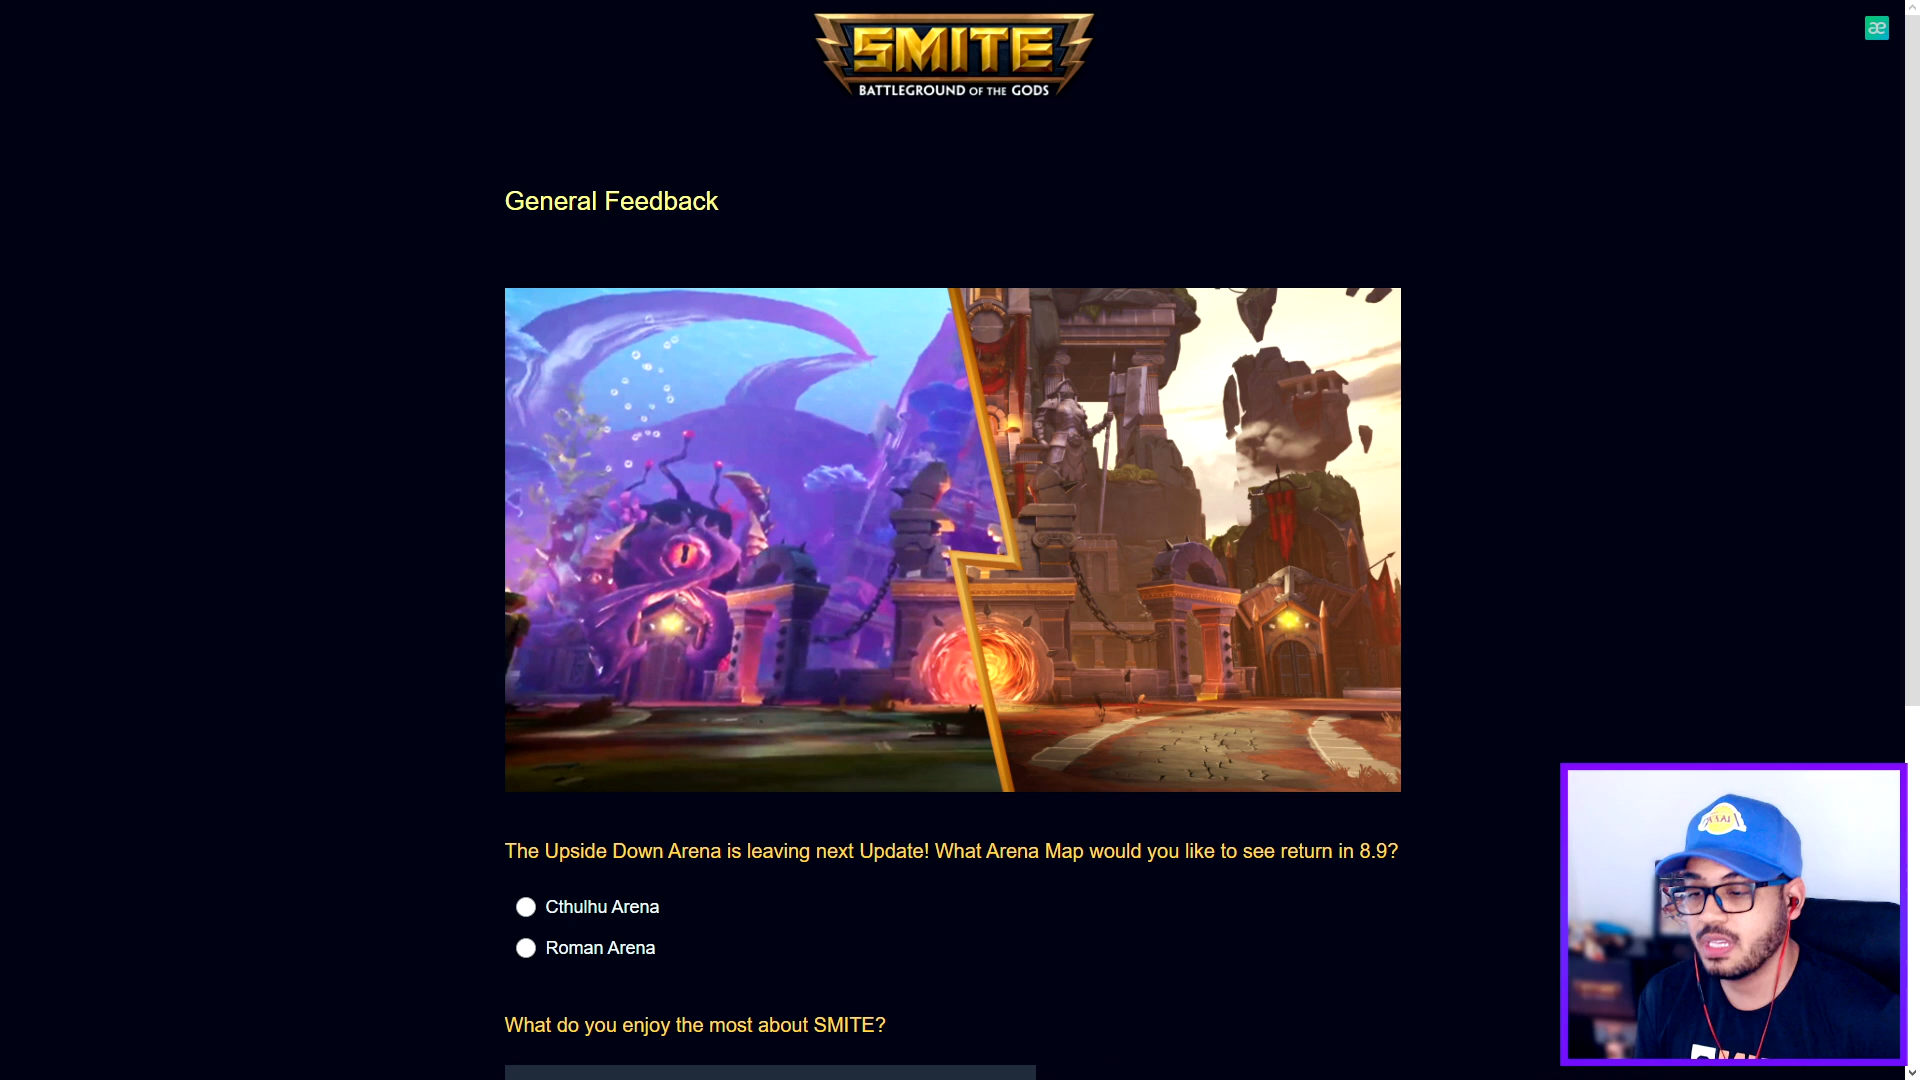 SMITE
BATTLEGROUND OF THE GODS
æ
General Feedback
The Upside Down Arena is leaving next Update! What Arena Map would you like to see return in 8.9?
Cthulhu Arena
Roman Arena
What do you enjoy the most about SMITE?